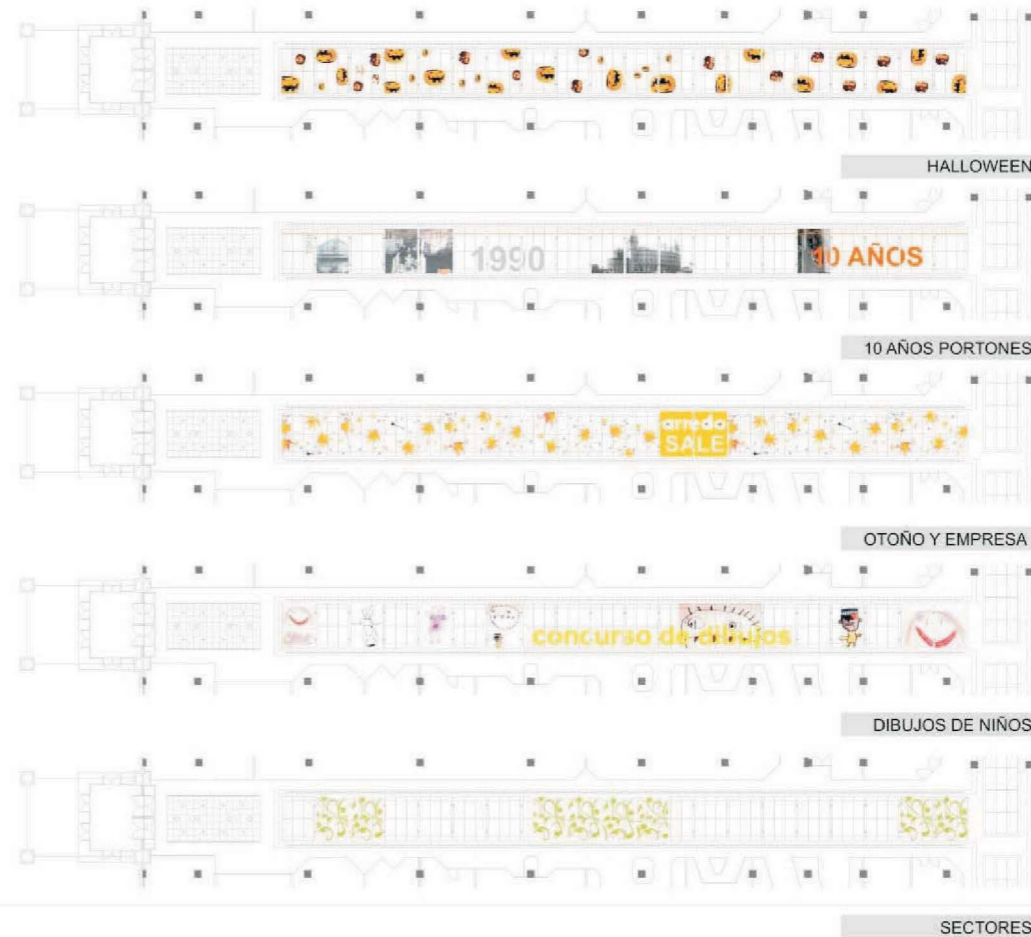 HALLOWEEN
1990
10 AÑOS
10 AÑOS PORTONES
arredo
SALE
OTOÑO Y EMPRESA
concurso de dibujos
DIBUJOS DE NIÑOS
SECTORES